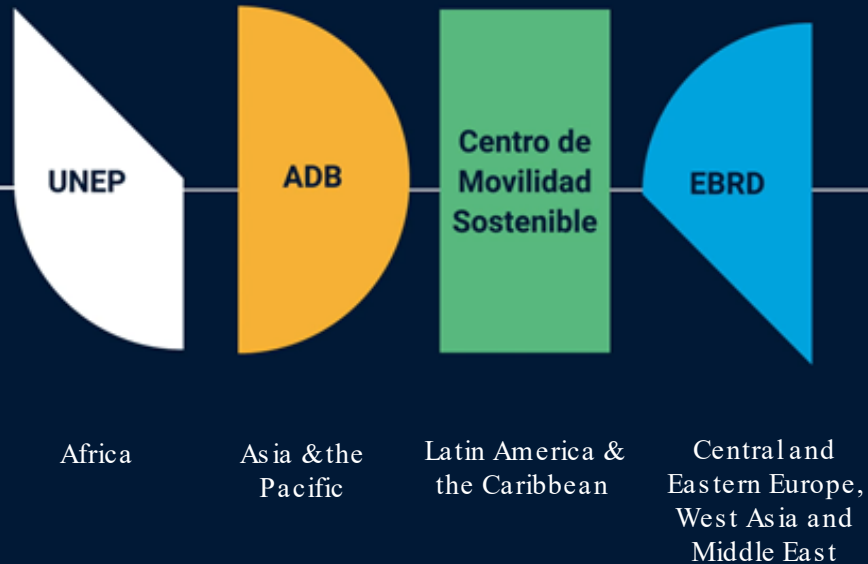 UNEP
ADB
Centro de
Movilidad
Sostenible
EBRD
Africa
Asia & the
Pacific
Latin America &
the Caribbean
Central and
Eastern Europe,
West Asia and
Middle East